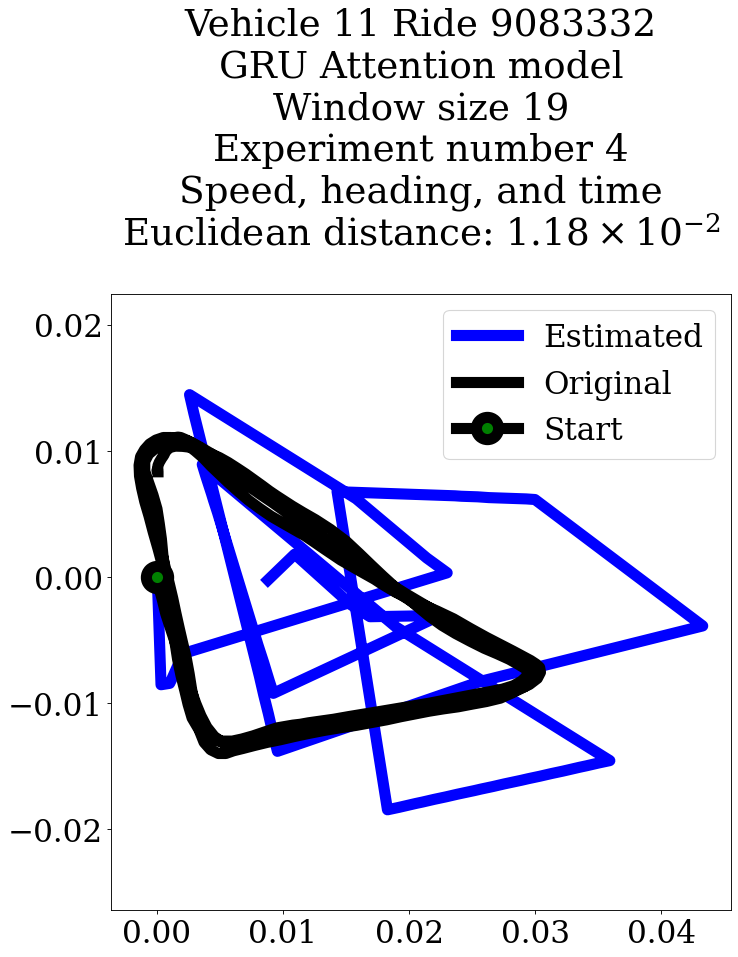 Vehicle 11 Ride 9083332
GRU Attention model
Window size 19
Experiment number 4
Speed, heading, and time
Euclidean distance: 1.18 × 10⁻²
Estimated
Original
Start
0.02
0.01
0.00
−0.01
−0.02
0.00 0.01 0.02 0.03 0.04